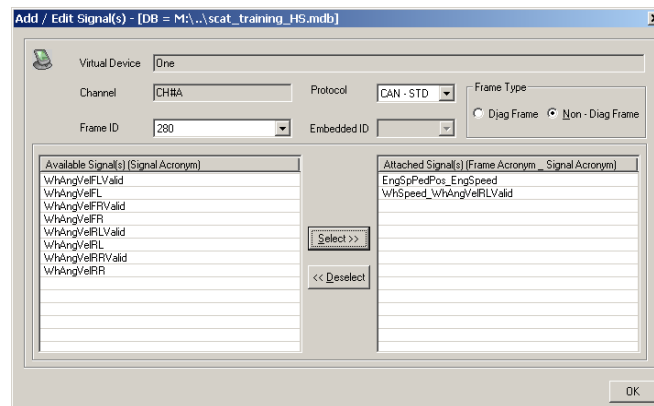 Add / Edit Signal(s) - [DB = M:\..\scat_training_HS.mdb]
Virtual Device One
Channel CH#A Protocol CAN - STD Frame Type
Diag Frame Non - Diag Frame
Frame ID 280 Embedded ID
Available Signal(s) (Signal Acronym) Attached Signal(s) (Frame Acronym _ Signal Acronym)
WhAngVelFLValid EngSpPedPos_EngSpeed
WhAngVelFL WhSpeed_WhAngVelRLValid
WhAngVelFRValid
WhAngVelFR
WhAngVelRLValid
WhAngVelRL
WhAngVelRRValid
WhAngVelRR
Select >>
<< Deselect
OK